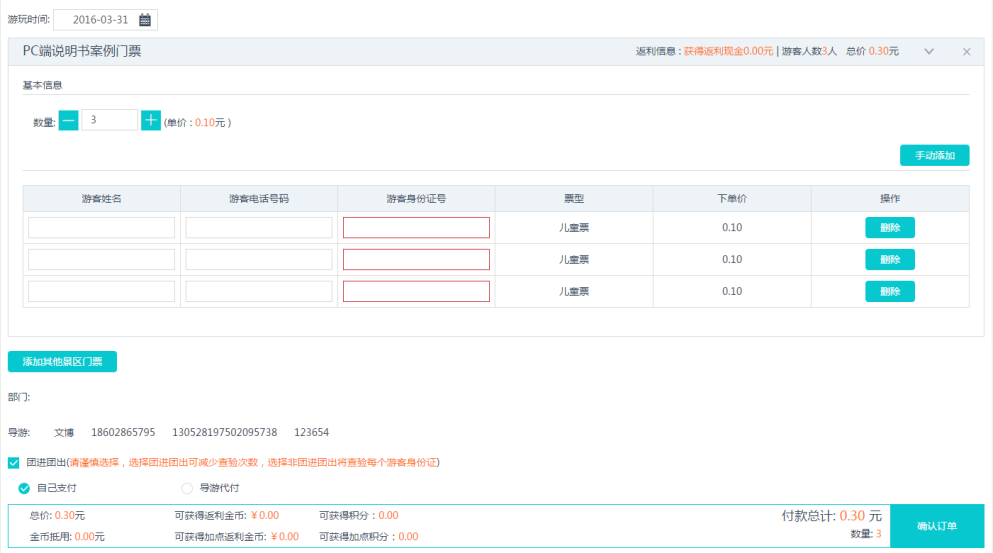 游玩时间: 2016-03-31
PC端说明书案例门票 返利信息 : 获得返利现金0.00元 | 游客人数3人 总价 0.30元
基本信息
数量: 3 (单价 : 0.10元 )
手动添加
游客姓名 游客电话号码 游客身份证号 票型 下单价 操作
儿童票 0.10 删除
儿童票 0.10 删除
儿童票 0.10 删除
添加其他景区门票
部门:
导游: 文博 18602865795 130528197502095738 123654
团进团出(请谨慎选择，选择团进团出可减少查验次数，选择非团进团出将查验每个游客身份证)
自己支付 导游代付
总价: 0.30元 可获得返利金币: ¥0.00 可获得积分 : 0.00 付款总计: 0.30 元 确认订单
金币抵用: 0.00元 可获得加点返利金币: ¥0.00 可获得加点积分 : 0.00 数量: 3